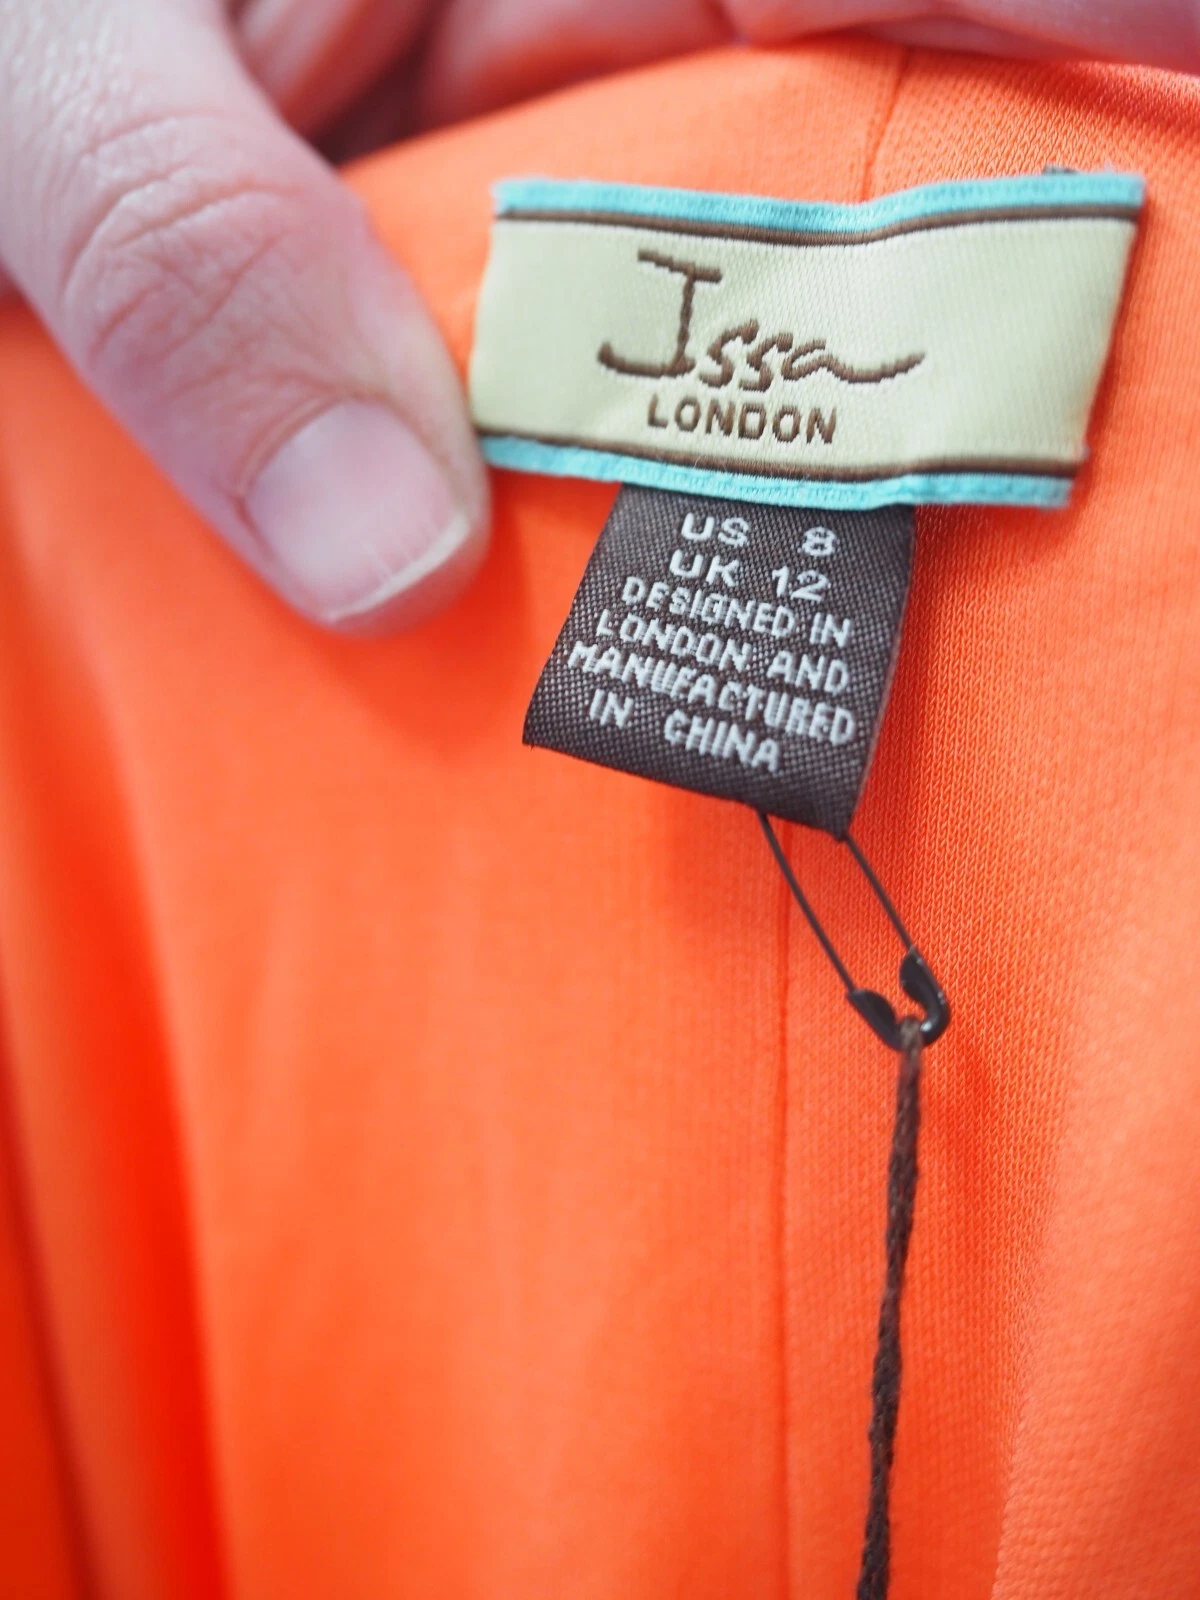 Issa
LONDON
US 8
UK 12
DESIGNED IN
LONDON AND
MANUFACTURED
IN CHINA